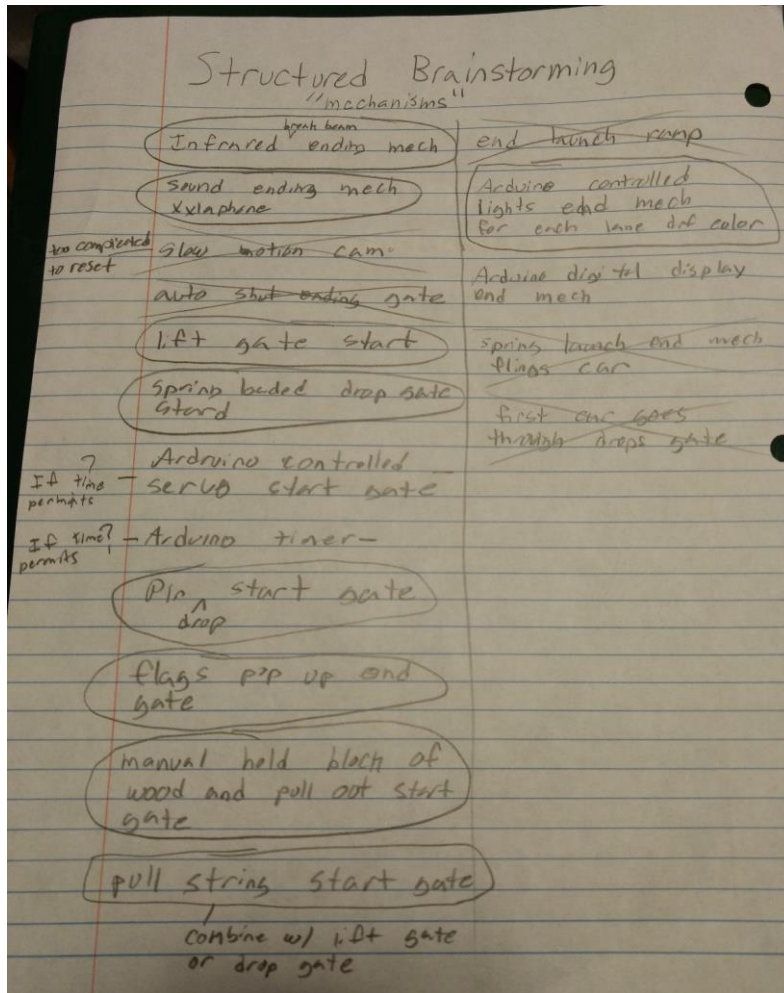 Structured Brainstorming
"mechanisms"
break beam
Infrared ^ ending mech
sound ending mech
xylaphone
too complicated
to reset
slow motion cam
auto shut ending gate
lift gate start
spring loaded drop gate
start
If time ?
permits
- Ardruino controlled
servo start gate
If time?
permits
- Arduino timer -
Pin ^ start gate
drop
flags pop up end
gate
manual hold block of
wood and pull out start
gate
pull string start gate
combine w/ lift gate
or drop gate
end launch ramp
Arduino controlled
lights end mech
for each lane dif color
Arduino digital display
end mech
spring launch end mech
flings car
first car goes
through drops gate